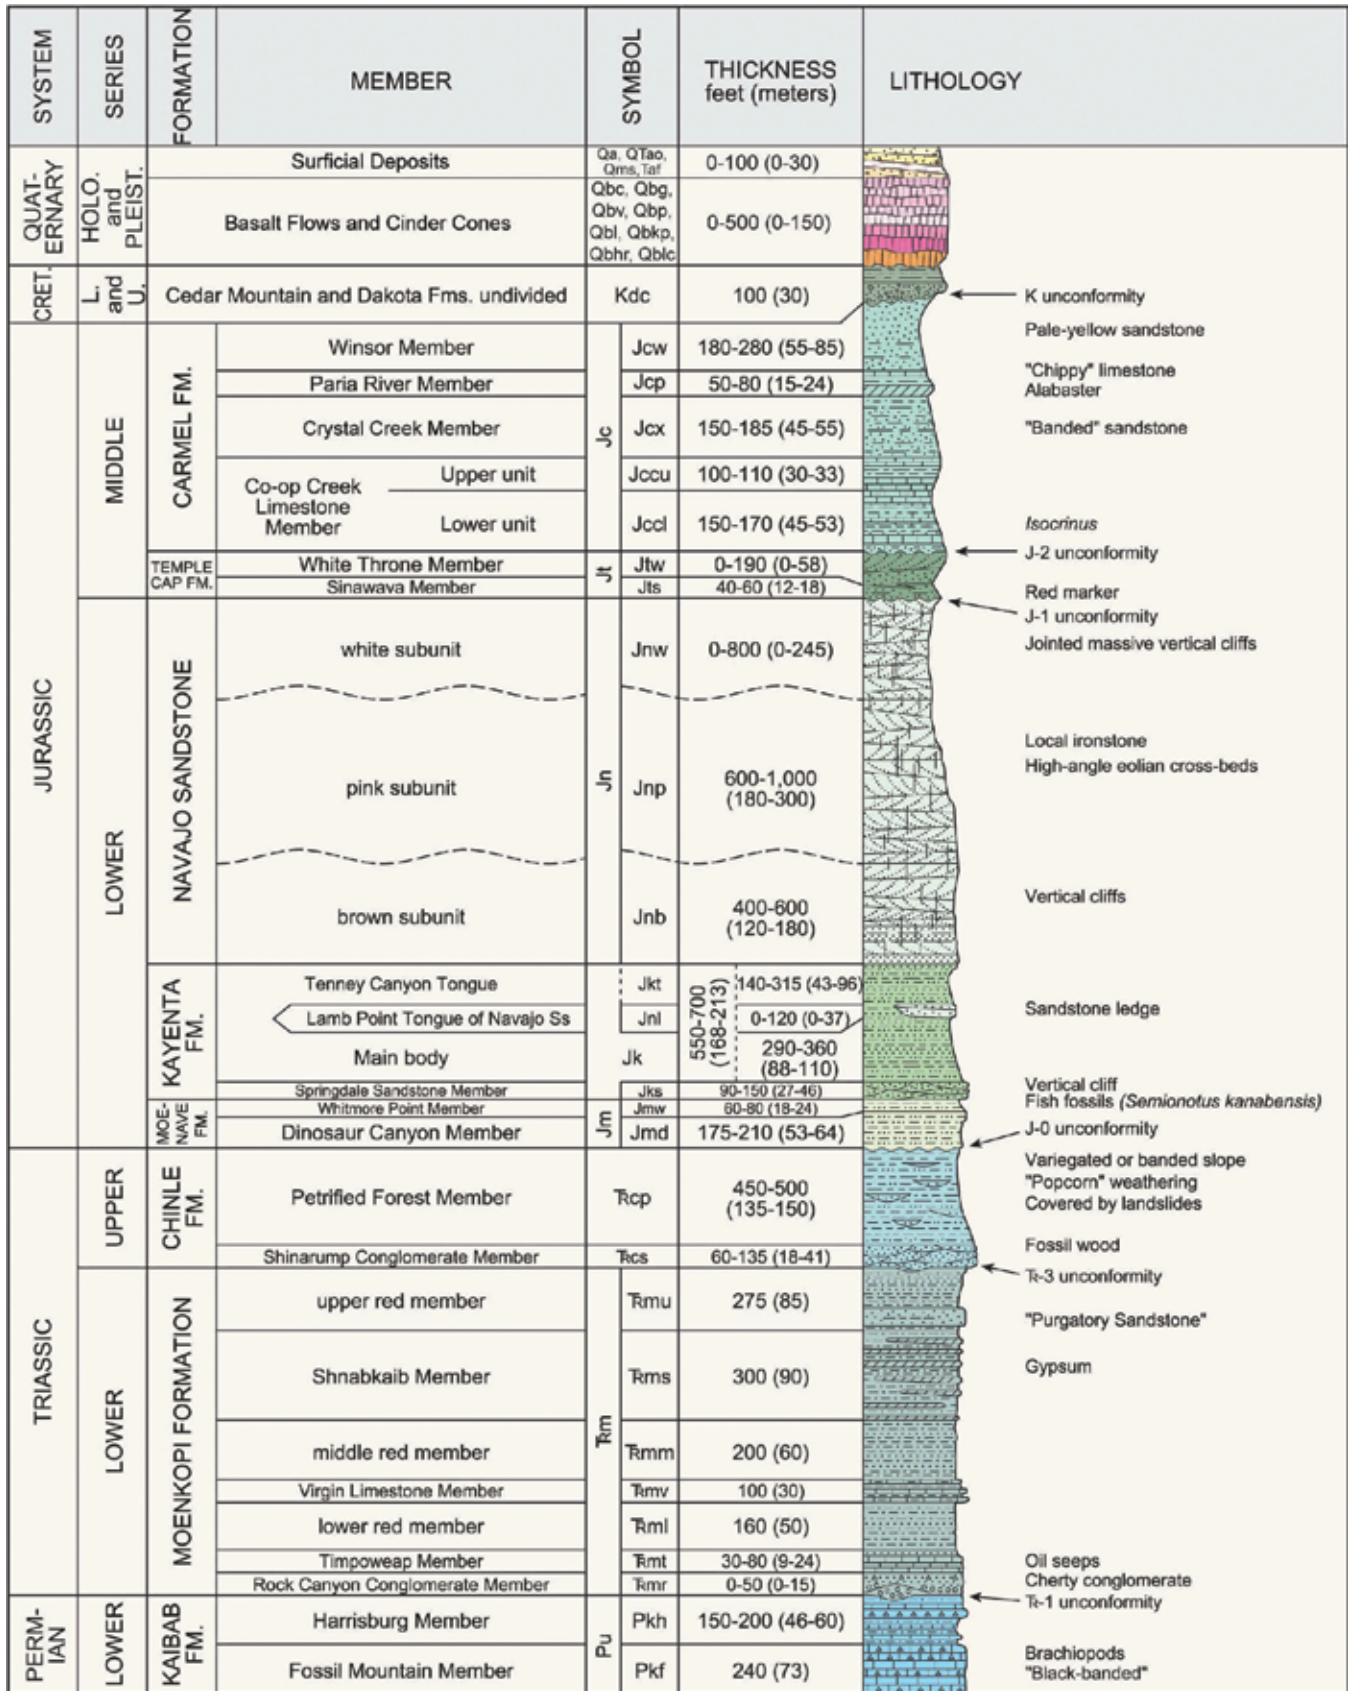 SYSTEM
SERIES
FORMATION
MEMBER
SYMBOL
THICKNESS
feet (meters)
LITHOLOGY
QUAT-
ERNARY
HOLO.
and
PLEIST.
Surficial Deposits
Qa, QTao,
Qms, Taf
0-100 (0-30)
Basalt Flows and Cinder Cones
Qbc, Qbg,
Qbv, Qbp,
Qbl, Qbkp,
Qbhr, Qblc
0-500 (0-150)
CRET.
L.
and
U.
Cedar Mountain and Dakota Fms. undivided
Kdc
100 (30)
K unconformity
JURASSIC
MIDDLE
CARMEL FM.
Jc
Winsor Member
Jcw
180-280 (55-85)
Pale-yellow sandstone
Paria River Member
Jcp
50-80 (15-24)
"Chippy" limestone
Alabaster
Crystal Creek Member
Jcx
150-185 (45-55)
"Banded" sandstone
Co-op Creek
Limestone
Member
Upper unit
Jccu
100-110 (30-33)
Lower unit
Jccl
150-170 (45-53)
Isocrinus
J-2 unconformity
TEMPLE
CAP FM.
Jt
White Throne Member
Jtw
0-190 (0-58)
Sinawava Member
Jts
40-60 (12-18)
Red marker
J-1 unconformity
LOWER
NAVAJO SANDSTONE
Jn
white subunit
Jnw
0-800 (0-245)
Jointed massive vertical cliffs
pink subunit
Jnp
600-1,000
(180-300)
Local ironstone
High-angle eolian cross-beds
brown subunit
Jnb
400-600
(120-180)
Vertical cliffs
KAYENTA
FM.
Tenney Canyon Tongue
Jkt
550-700
(168-213)
140-315 (43-96)
Lamb Point Tongue of Navajo Ss
Jnl
0-120 (0-37)
Sandstone ledge
Main body
Jk
290-360
(88-110)
Springdale Sandstone Member
Jks
90-150 (27-46)
Vertical cliff
MOE-
NAVE
FM.
Jm
Whitmore Point Member
Jmw
60-80 (18-24)
Fish fossils (Semionotus kanabensis)
Dinosaur Canyon Member
Jmd
175-210 (53-64)
J-0 unconformity
TRIASSIC
UPPER
CHINLE
FM.
Petrified Forest Member
TRcp
450-500
(135-150)
Variegated or banded slope
"Popcorn" weathering
Covered by landslides
Shinarump Conglomerate Member
TRcs
60-135 (18-41)
Fossil wood
TR-3 unconformity
LOWER
MOENKOPI FORMATION
TRm
upper red member
TRmu
275 (85)
"Purgatory Sandstone"
Shnabkaib Member
TRms
300 (90)
Gypsum
middle red member
TRmm
200 (60)
Virgin Limestone Member
TRmv
100 (30)
lower red member
TRml
160 (50)
Timpoweap Member
TRmt
30-80 (9-24)
Oil seeps
Rock Canyon Conglomerate Member
TRmr
0-50 (0-15)
Cherty conglomerate
TR-1 unconformity
PERM-
IAN
LOWER
KAIBAB
FM.
Pu
Harrisburg Member
Pkh
150-200 (46-60)
Fossil Mountain Member
Pkf
240 (73)
Brachiopods
"Black-banded"